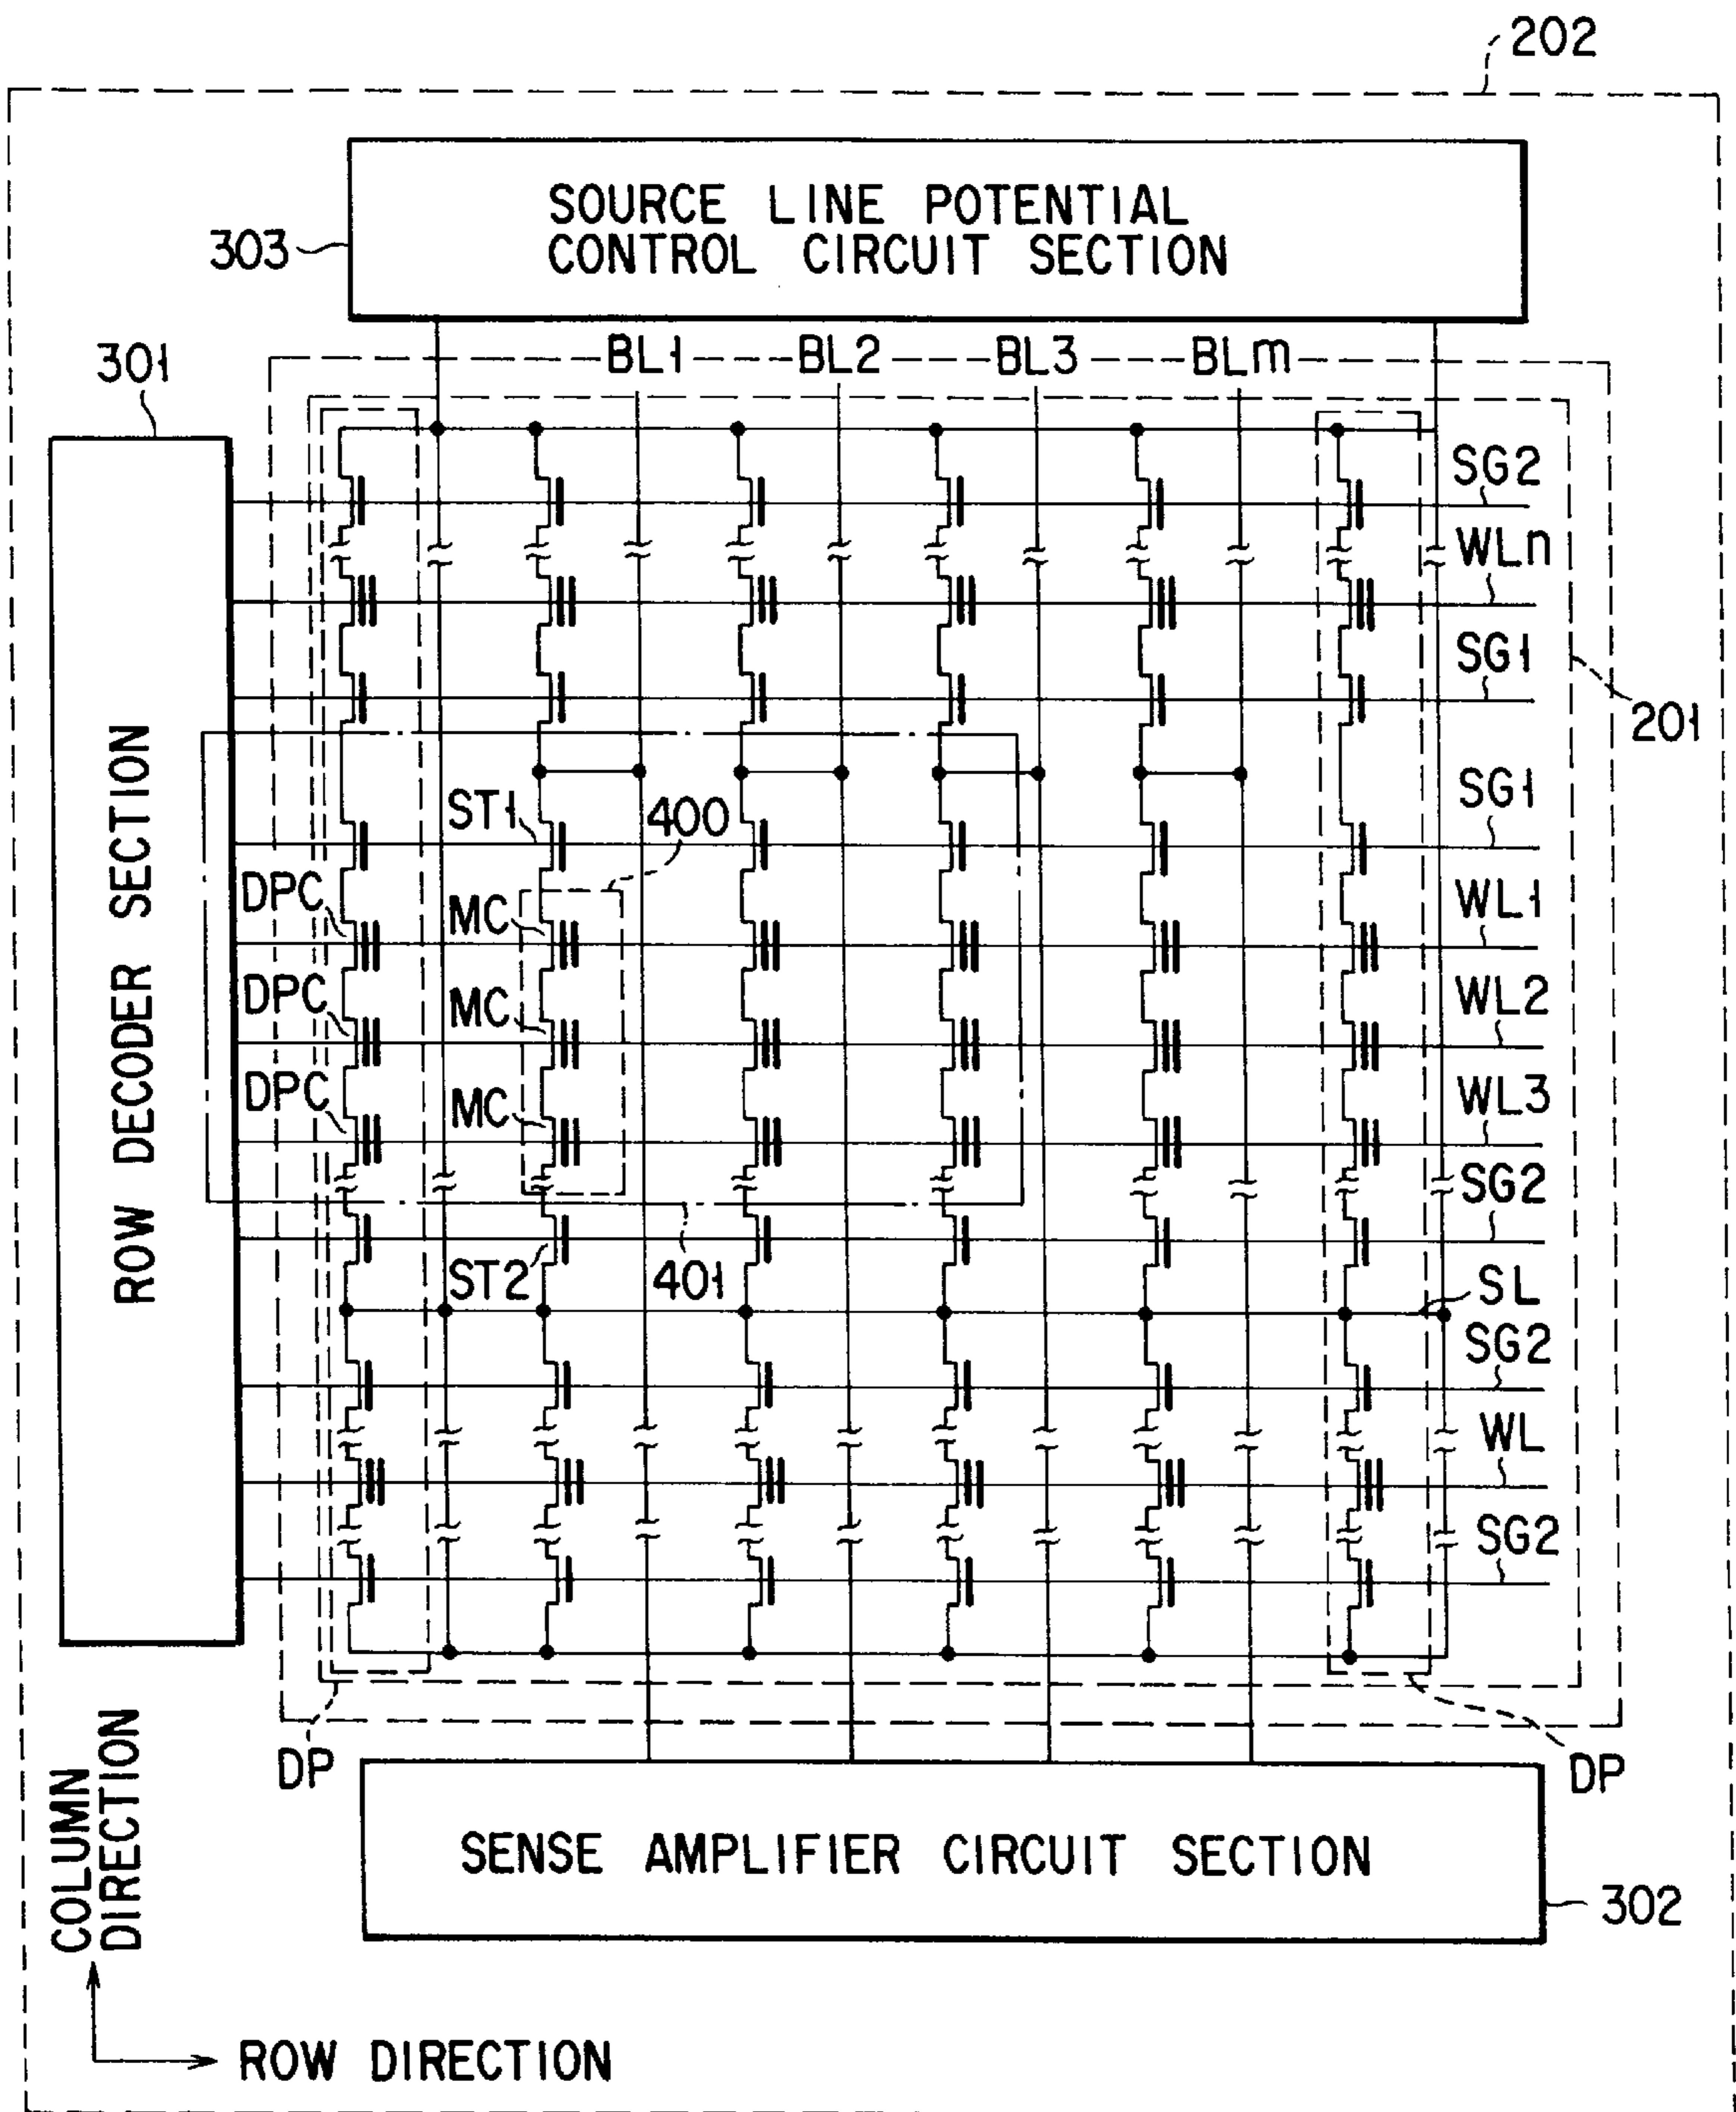 202
SOURCE LINE POTENTIAL
CONTROL CIRCUIT SECTION
303
301
BL1
BL2
BL3
BLm
SG2
WLn
SG1
201
SG1
ST1
400
DPC
MC
WL1
DPC
MC
WL2
DPC
MC
WL3
SG2
ST2
401
SL
SG2
WL
SG2
ROW DECODER SECTION
DP
DP
SENSE AMPLIFIER CIRCUIT SECTION
302
COLUMN
DIRECTION
ROW DIRECTION